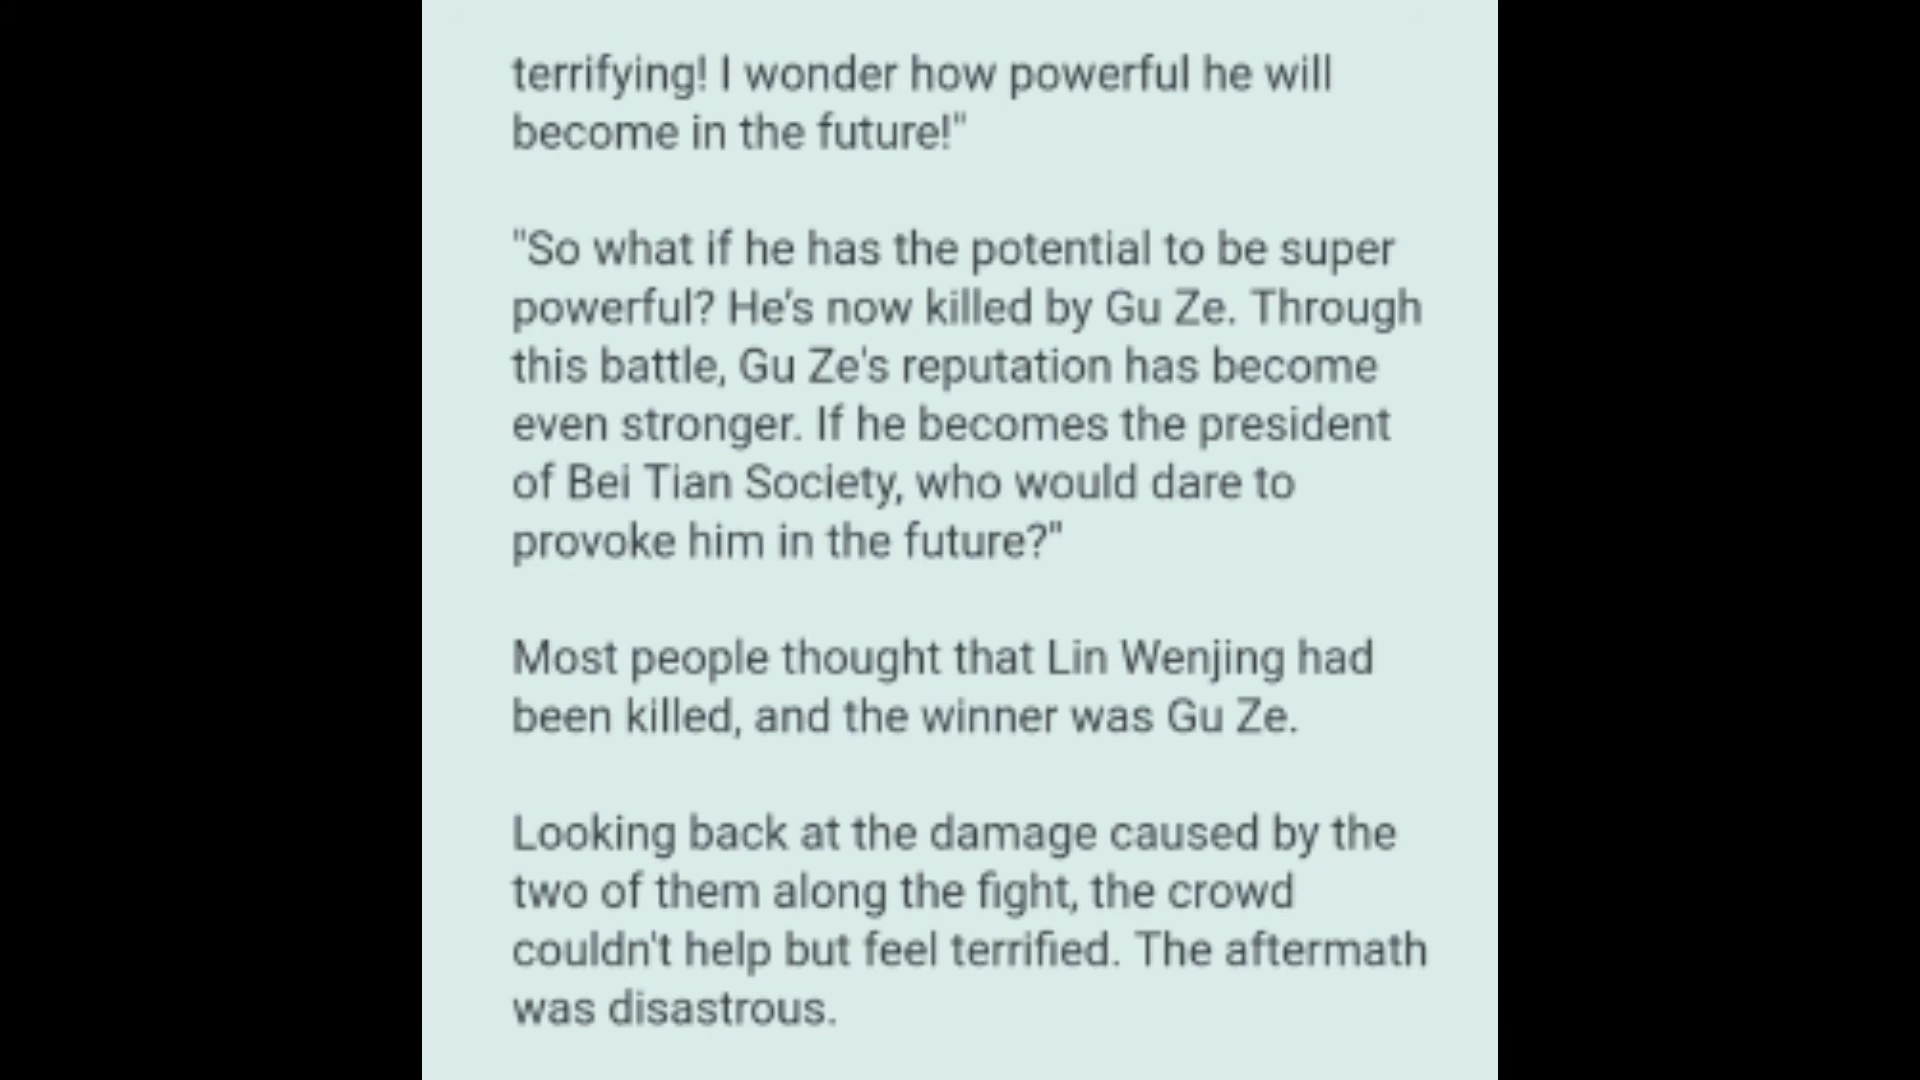 terrifying! I wonder how powerful he will
become in the future!"
"So what if he has the potential to be super
powerful? He's now killed by Gu Ze. Through
this battle, Gu Ze's reputation has become
even stronger. If he becomes the president
of Bei Tian Society, who would dare to
provoke him in the future?"
Most people thought that Lin Wenjing had
been killed, and the winner was Gu Ze.
Looking back at the damage caused by the
two of them along the fight, the crowd
couldn't help but feel terrified. The aftermath
was disastrous.